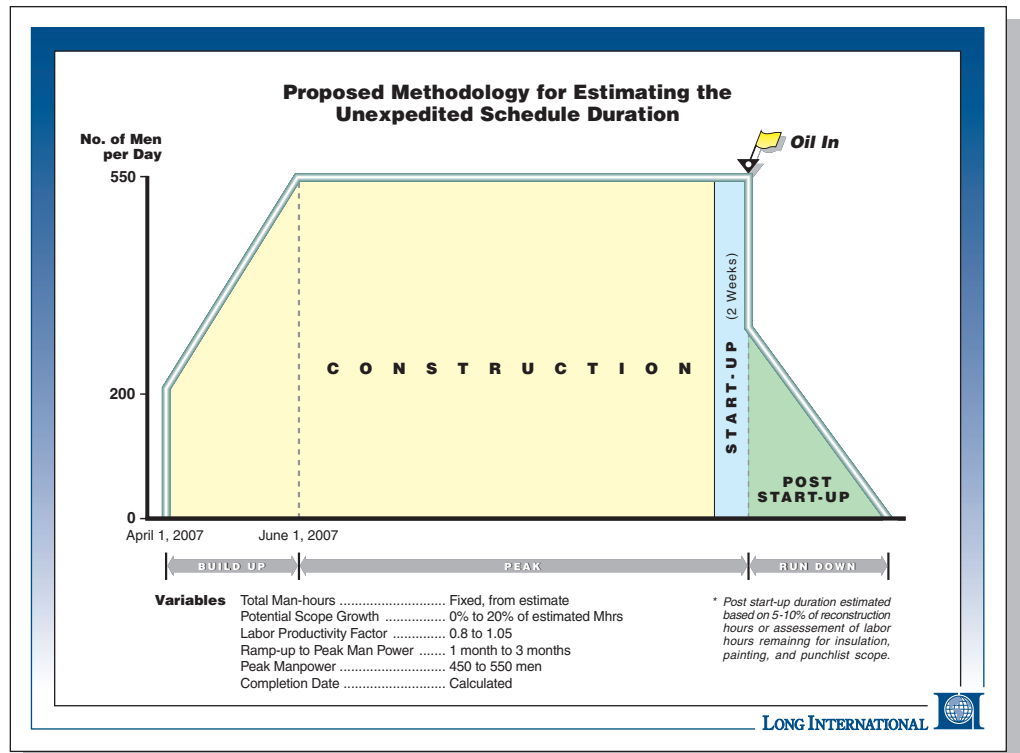 Proposed Methodology for Estimating the
Unexpedited Schedule Duration
No. of Men
per Day
Oil In
550
200
0
CONSTRUCTION
START-UP (2 Weeks)
POST
START-UP
April 1, 2007
June 1, 2007
BUILD UP
PEAK
RUN DOWN
Variables
Total Man-hours ............................ Fixed, from estimate
Potential Scope Growth ................ 0% to 20% of estimated Mhrs
Labor Productivity Factor .............. 0.8 to 1.05
Ramp-up to Peak Man Power ....... 1 month to 3 months
Peak Manpower ............................ 450 to 550 men
Completion Date ........................... Calculated
* Post start-up duration estimated
based on 5-10% of reconstruction
hours or assessment of labor
hours remainng for insulation,
painting, and punchlist scope.
LONG INTERNATIONAL